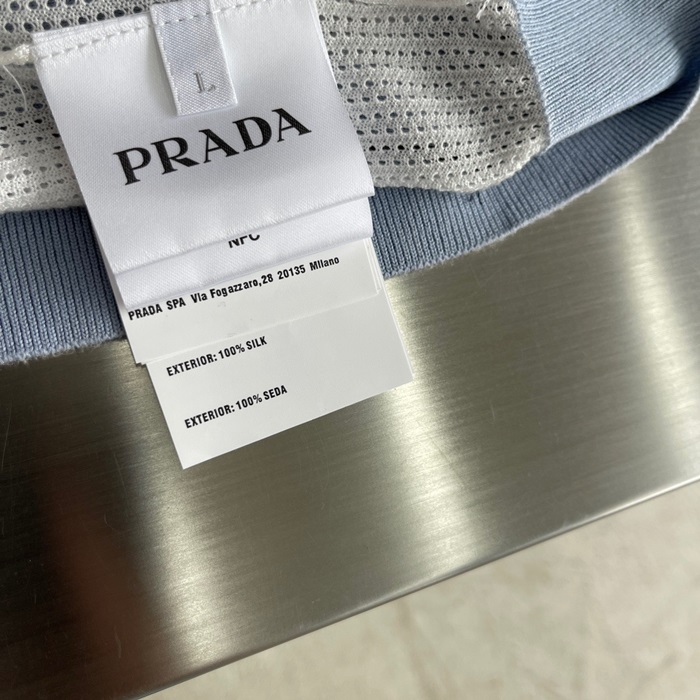 L
PRADA
NFC
PRADA SPA Via Fogazzaro,28 20135 Milano
EXTERIOR: 100% SILK
EXTERIOR: 100% SEDA